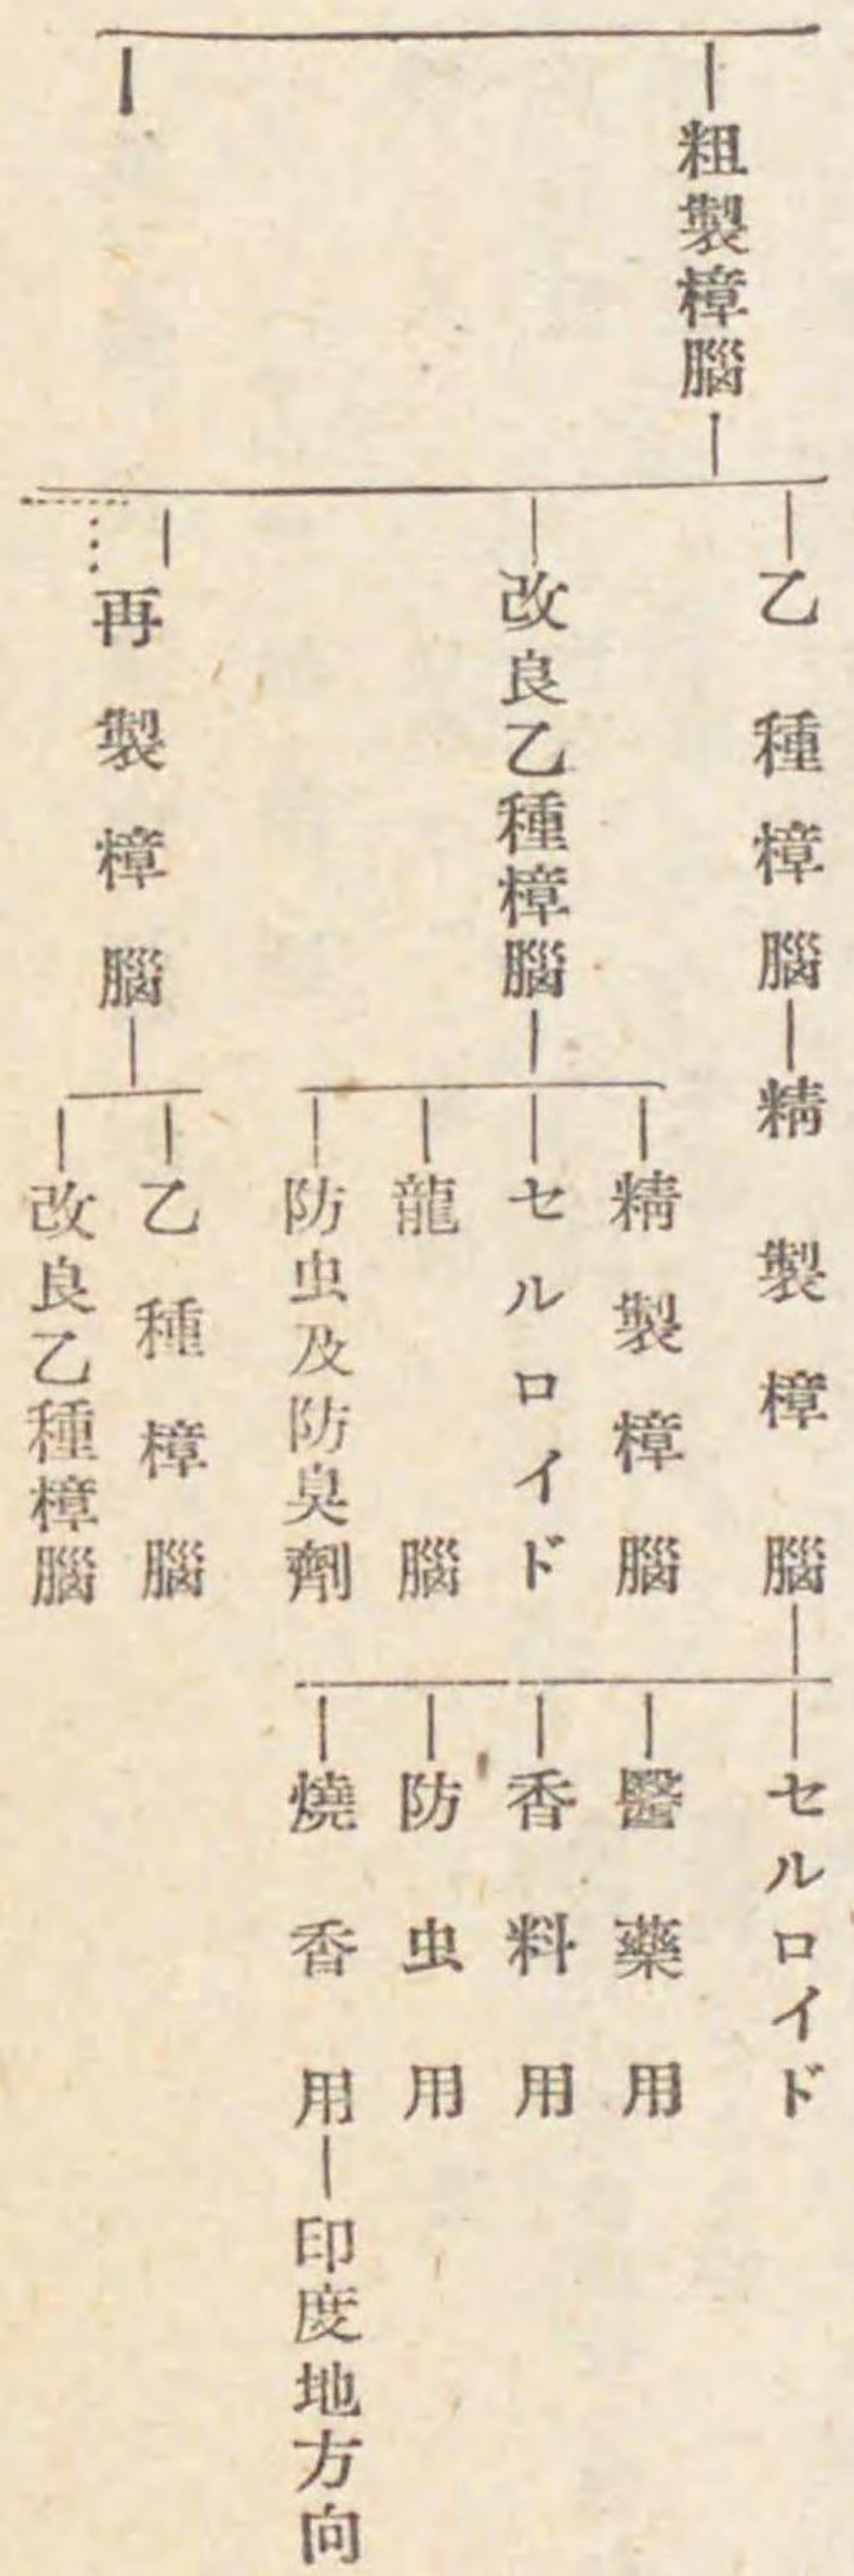 粗製樟腦
乙種樟腦
精製樟腦
セルロイド
醫藥用
香料用
防虫用
燒香用
印度地方向
改良乙種樟腦
精製樟腦
セルロイド
龍腦
防虫及防臭劑
再製樟腦
乙種樟腦
改良乙種樟腦